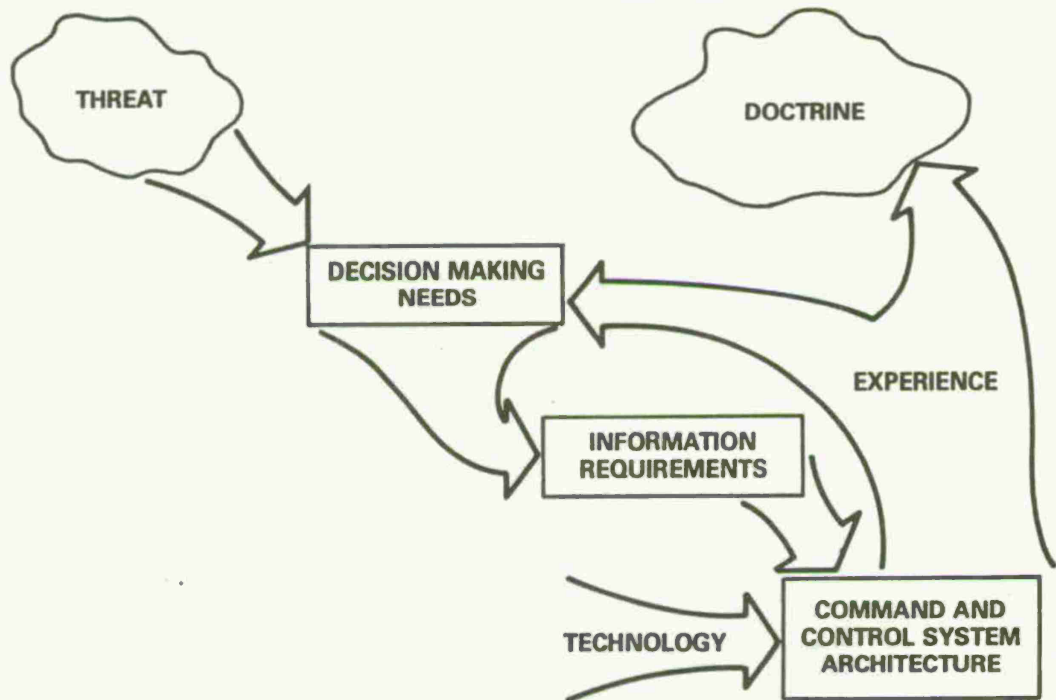 THREAT
DOCTRINE
DECISION MAKING
NEEDS
EXPERIENCE
INFORMATION
REQUIREMENTS
TECHNOLOGY
COMMAND AND
CONTROL SYSTEM
ARCHITECTURE